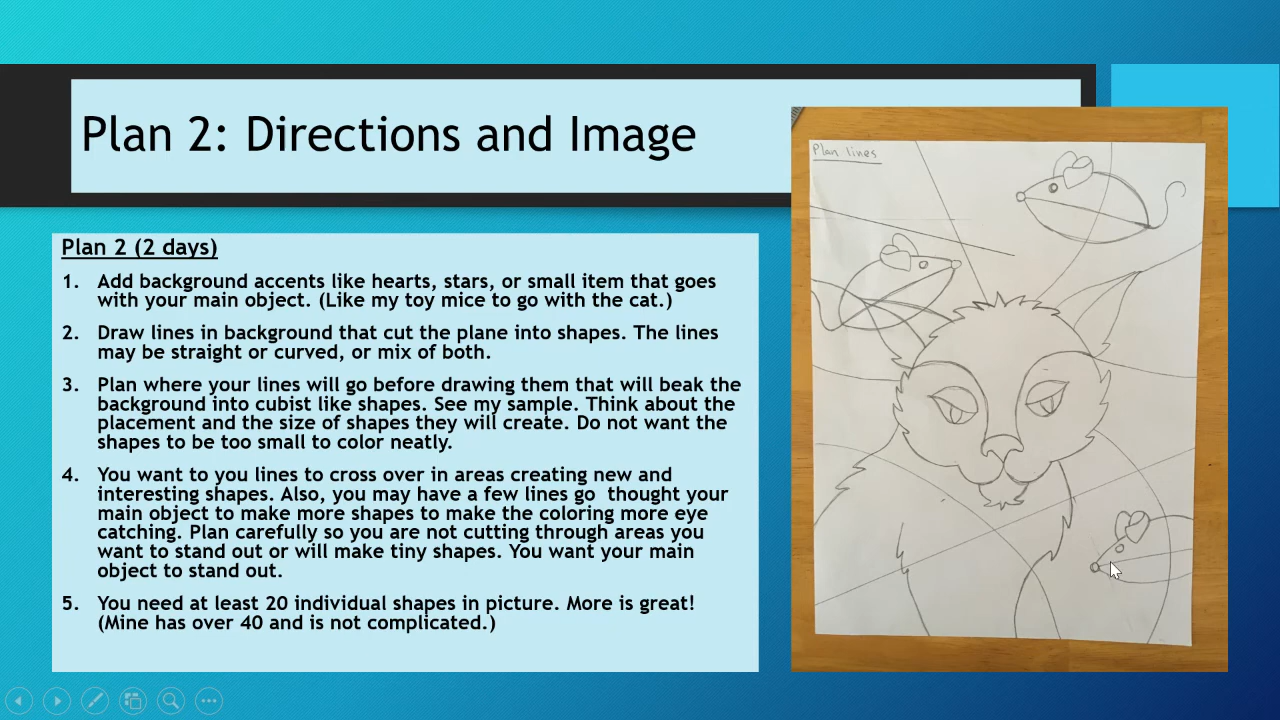 Plan 2: Directions and Image
Plan lines
Plan 2 (2 days)
1. Add background accents like hearts, stars, or small item that goes
with your main object. (Like my toy mice to go with the cat.)
2. Draw lines in background that cut the plane into shapes. The lines
may be straight or curved, or mix of both.
3. Plan where your lines will go before drawing them that will beak the
background into cubist like shapes. See my sample. Think about the
placement and the size of shapes they will create. Do not want the
shapes to be too small to color neatly.
4. You want to you lines to cross over in areas creating new and
interesting shapes. Also, you may have a few lines go  thought your
main object to make more shapes to make the coloring more eye
catching. Plan carefully so you are not cutting through areas you
want to stand out or will make tiny shapes. You want your main
object to stand out.
5. You need at least 20 individual shapes in picture. More is great!
(Mine has over 40 and is not complicated.)